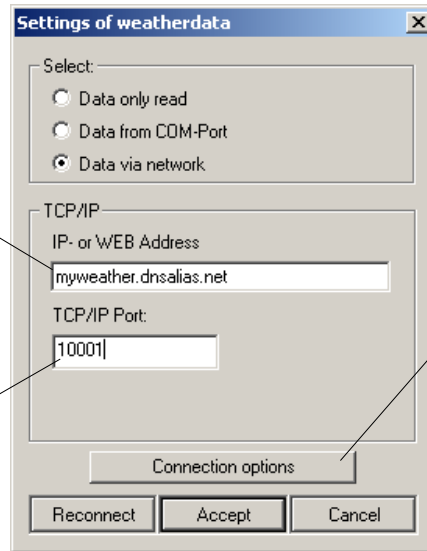 Settings of weatherdata
Select:
Data only read
Data from COM-Port
Data via network
TCP/IP
IP- or WEB Address
myweather.dnsalias.net
TCP/IP Port:
10001
Connection options
Reconnect Accept Cancel